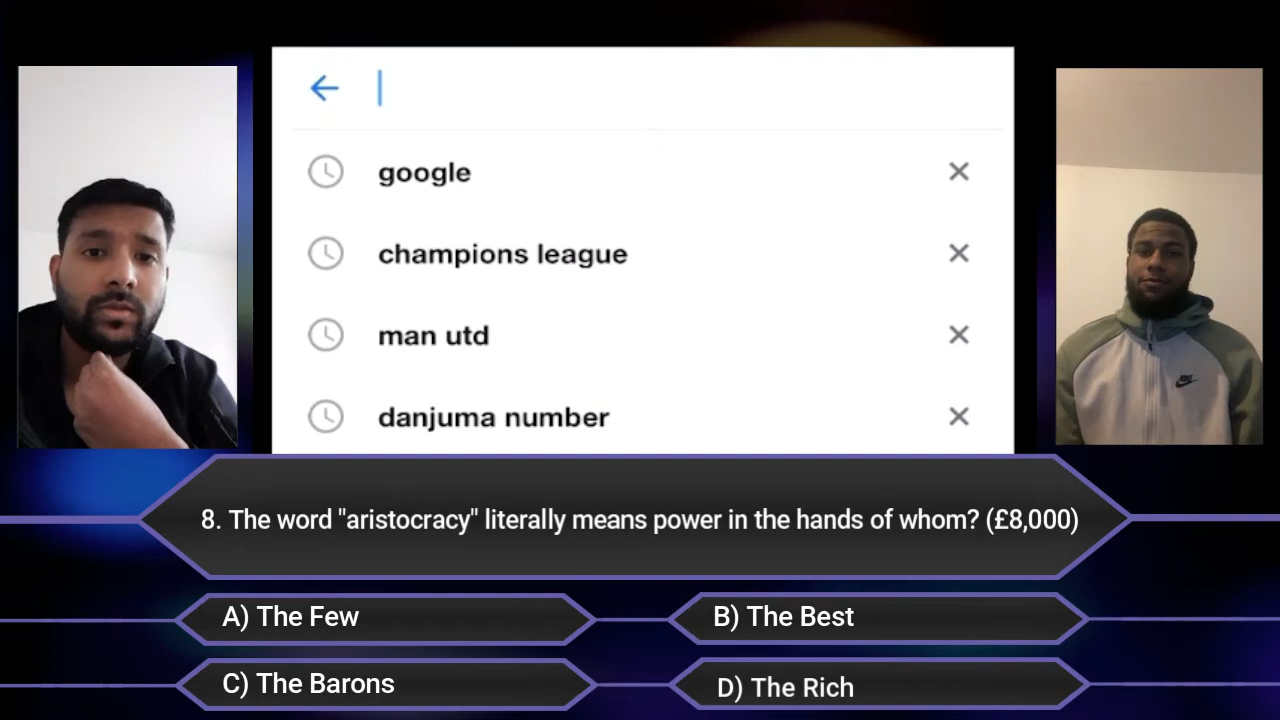 google
champions league
man utd
danjuma number
8. The word "aristocracy" literally means power in the hands of whom? (£8,000)
A) The Few
B) The Best
C) The Barons
D) The Rich